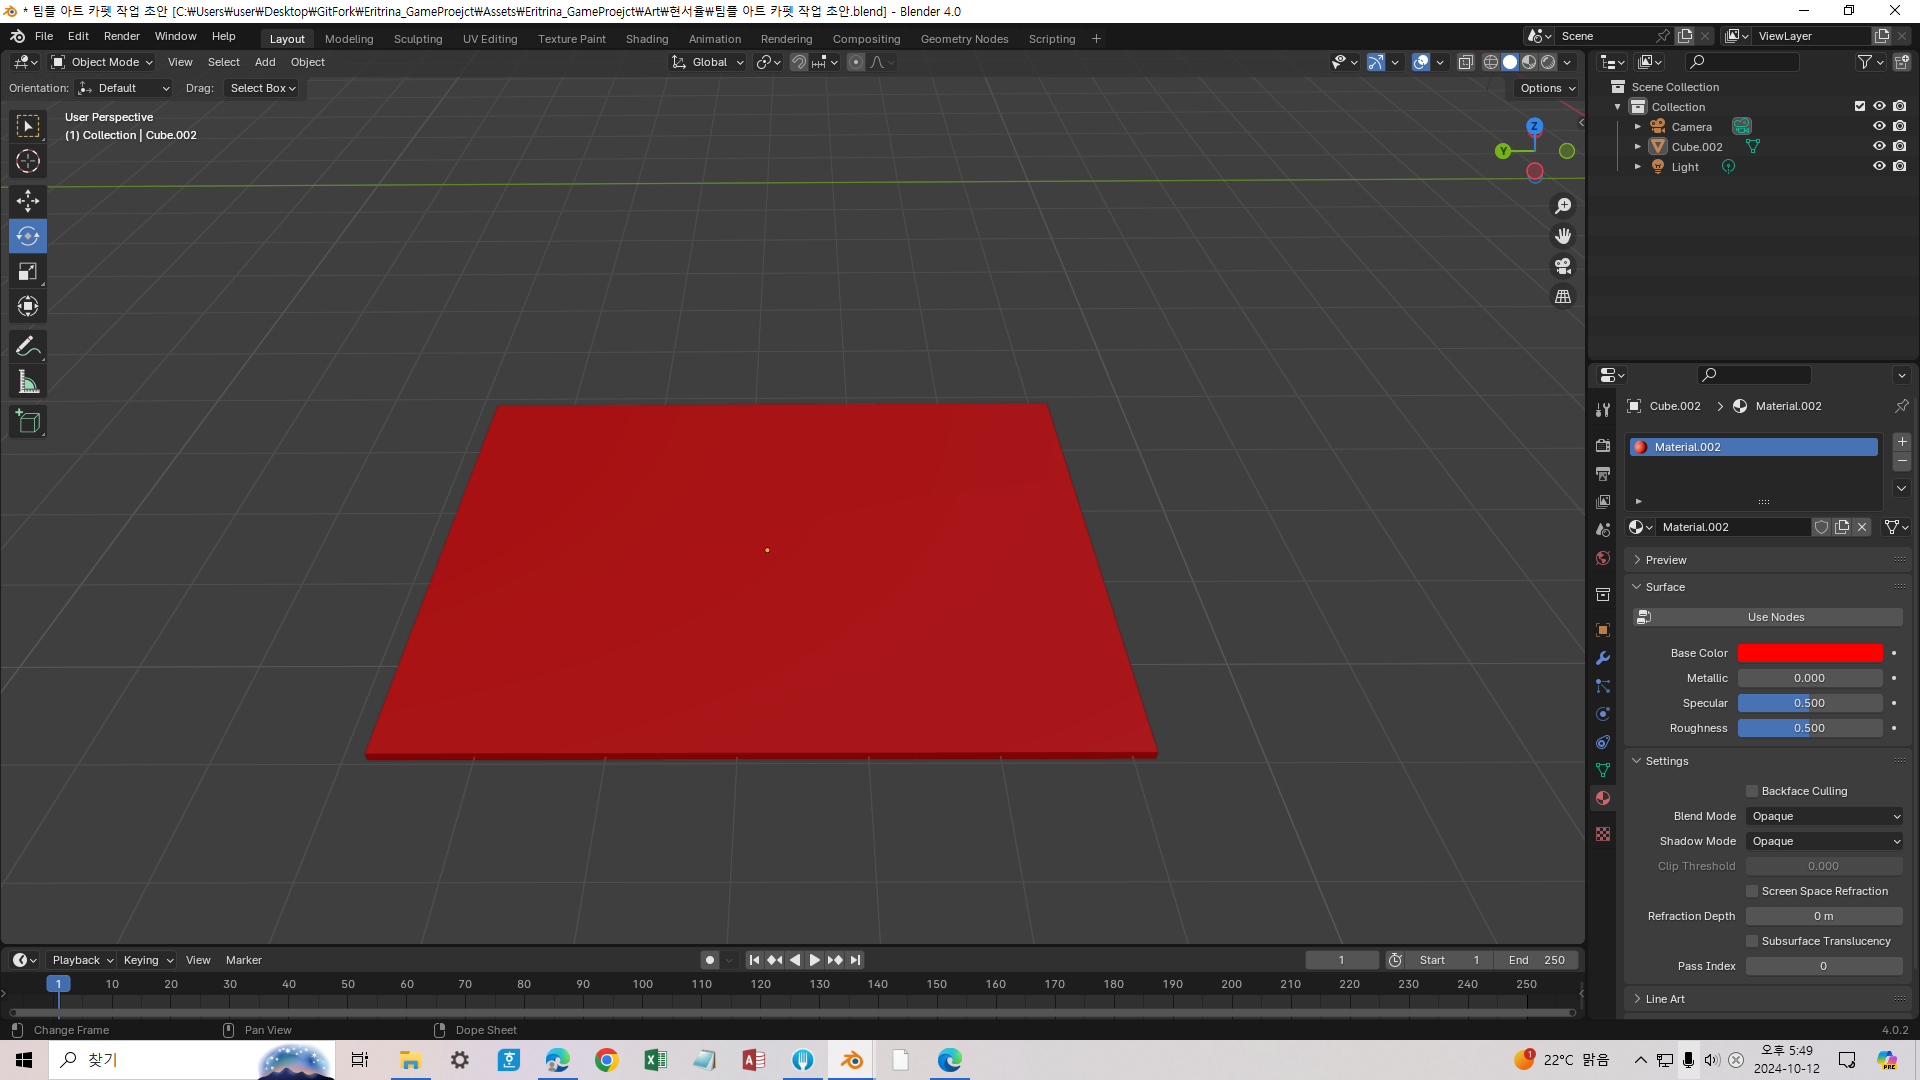 * 팀플 아트 카펫 작업 초안 [C:₩Users₩user₩Desktop₩GitFork₩Eritrina_GameProejct₩Assets₩Eritrina_GameProejct₩Art₩현서율₩팀플 아트 카펫 작업 초안.blend] - Blender 4.0
File Edit Render Window Help Layout Modeling Sculpting UV Editing Texture Paint Shading Animation Rendering Compositing Geometry Nodes Scripting + Scene ViewLayer
Object Mode View Select Add Object Global
Orientation: Default Drag: Select Box Options
User Perspective
(1) Collection | Cube.002
Z
Y
Scene Collection
Collection
Camera
Cube.002
Light
Cube.002 > Material.002
Material.002
Material.002
Preview
Surface
Use Nodes
Base Color
Metallic 0.000
Specular 0.500
Roughness 0.500
Settings
Backface Culling
Blend Mode Opaque
Shadow Mode Opaque
Clip Threshold 0.000
Screen Space Refraction
Refraction Depth 0 m
Subsurface Translucency
Pass Index 0
Line Art
Playback Keying View Marker 1 Start 1 End 250
1 10 20 30 40 50 60 70 80 90 100 110 120 130 140 150 160 170 180 190 200 210 220 230 240 250
Change Frame Pan View Dope Sheet 4.0.2
찾기
1 22°C 맑음
오후 5:49
2024-10-12
PRE